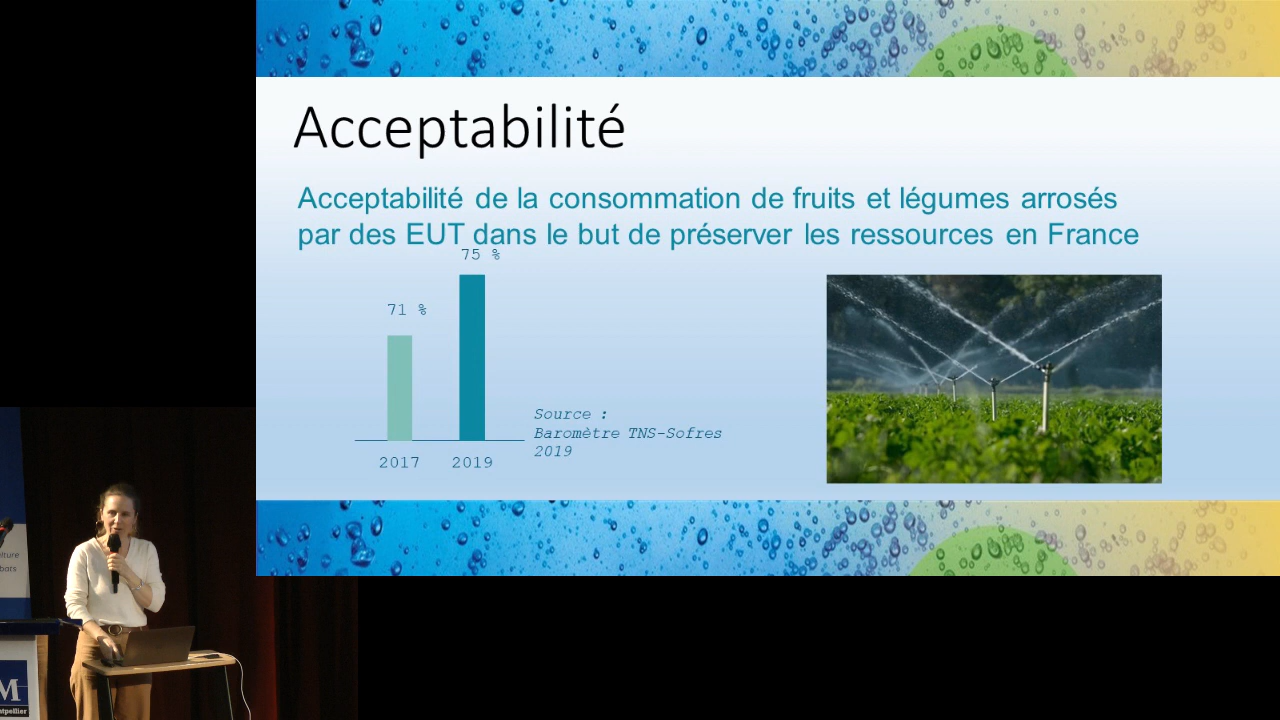 Acceptabilité
Acceptabilité de la consommation de fruits et légumes arrosés
par des EUT dans le but de préserver les ressources en France
75 %
71 %
2017
2019
Source :
Baromètre TNS-Sofres
2019
bats
M